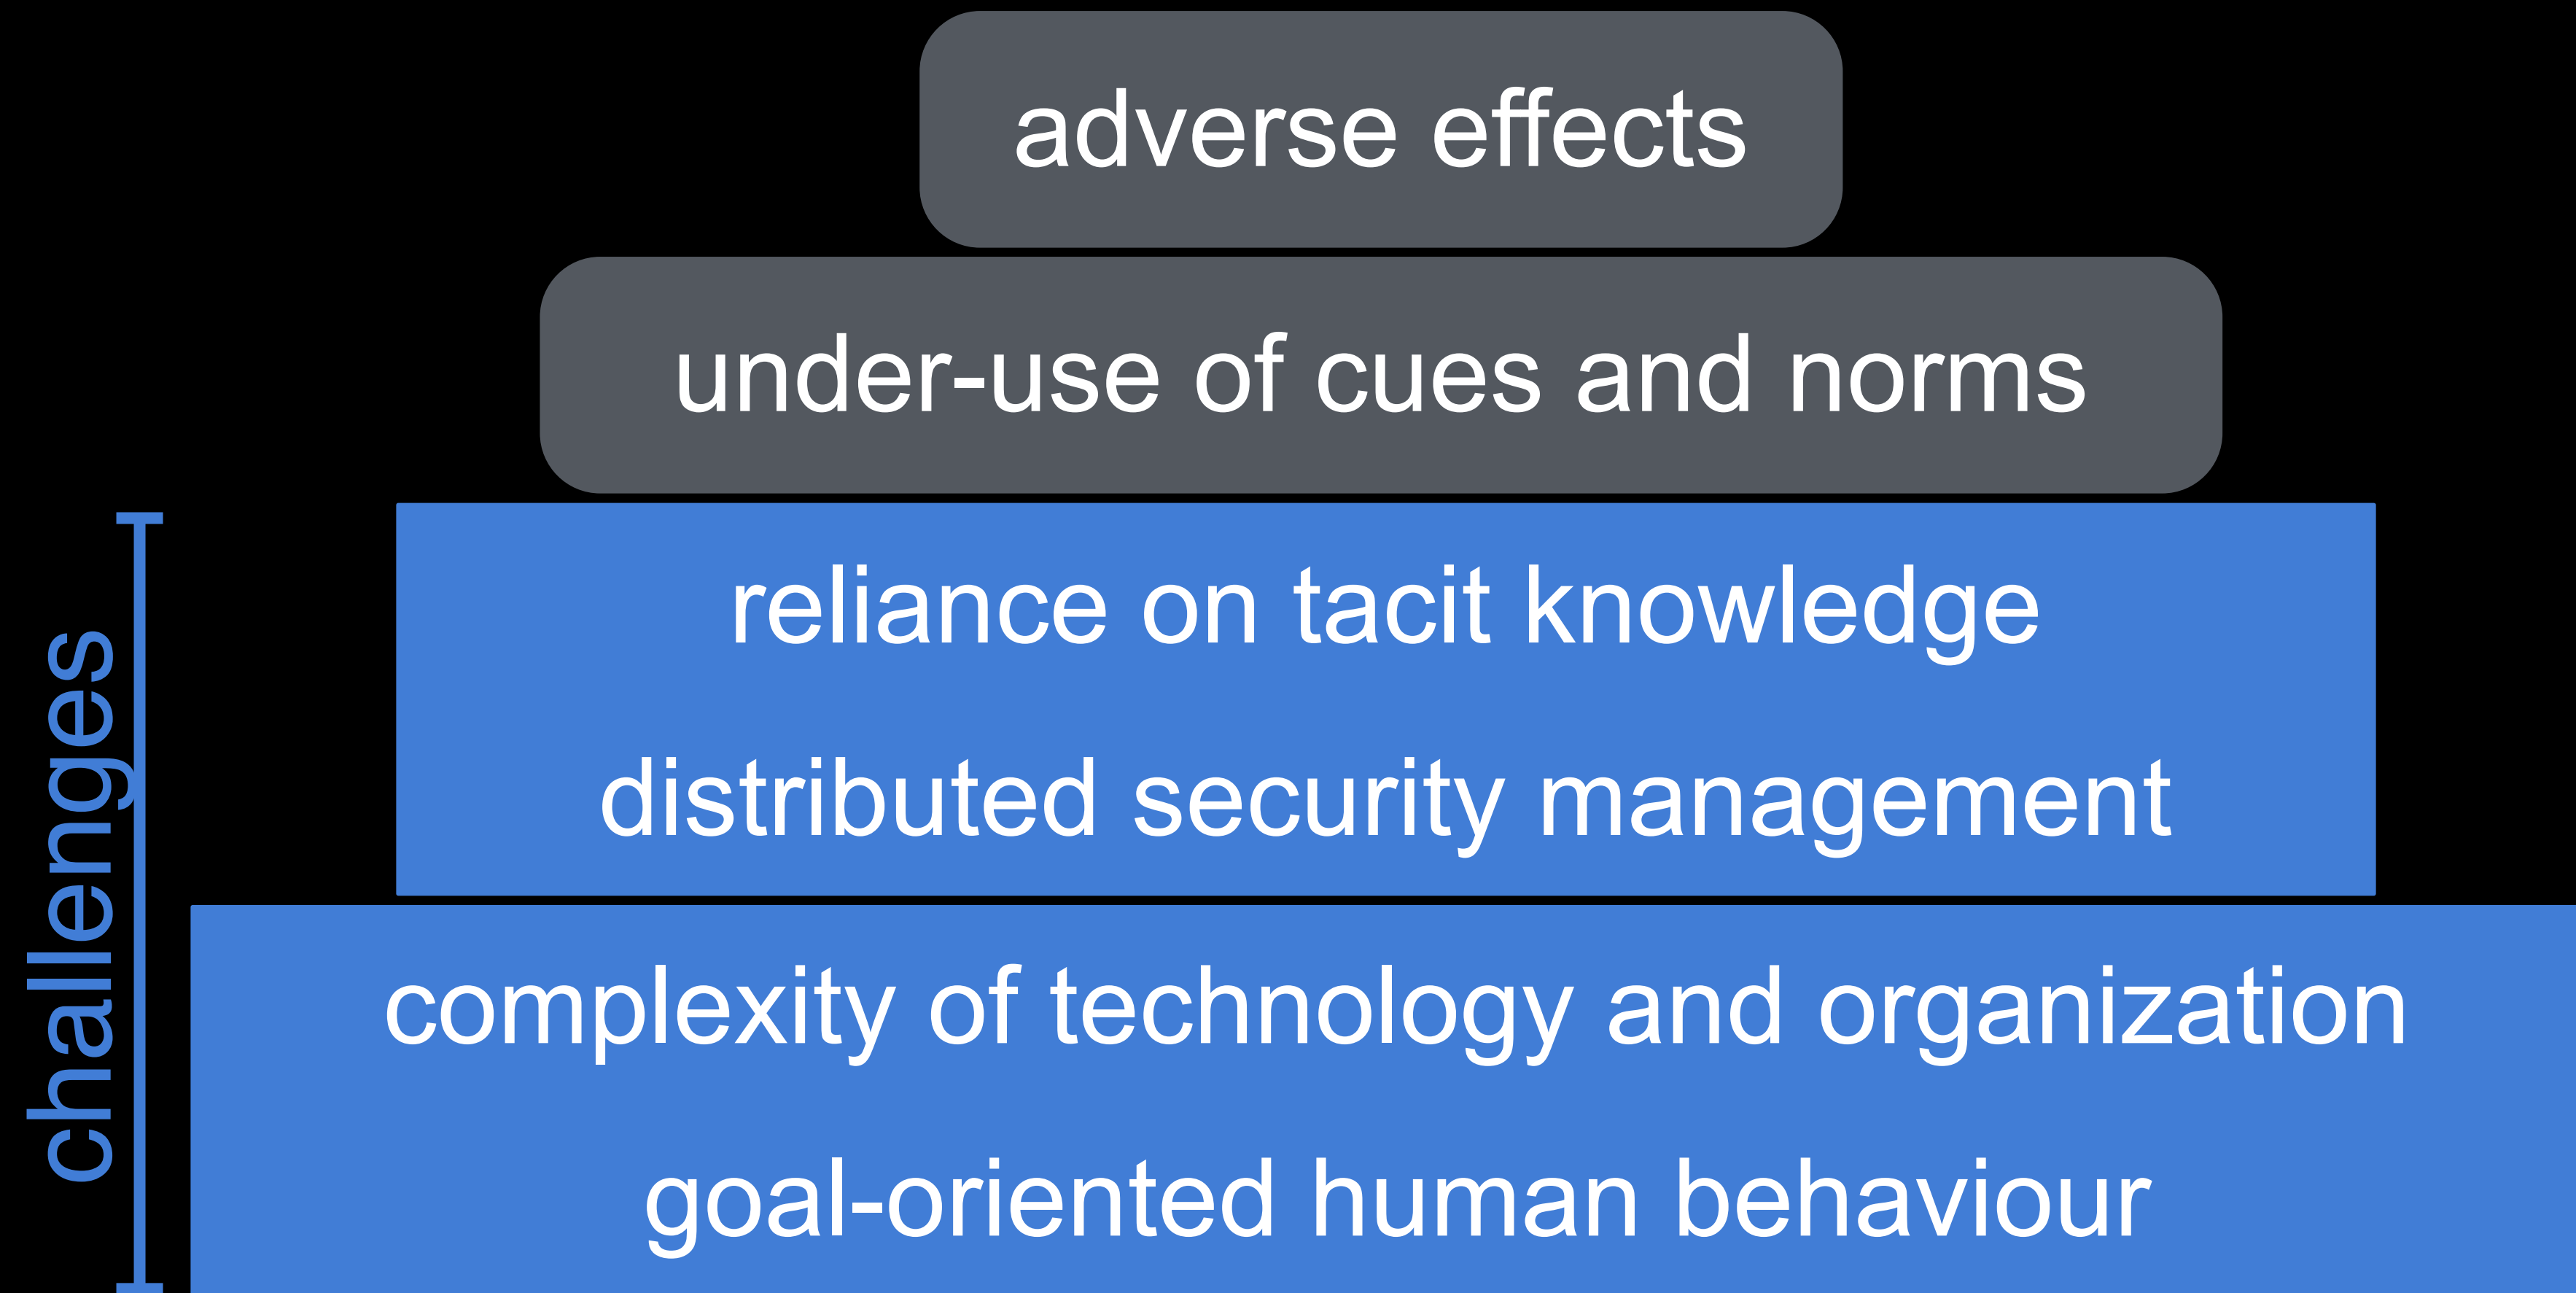 adverse effects
under-use of cues and norms
reliance on tacit knowledge
distributed security management
complexity of technology and organization
goal-oriented human behaviour
challenges